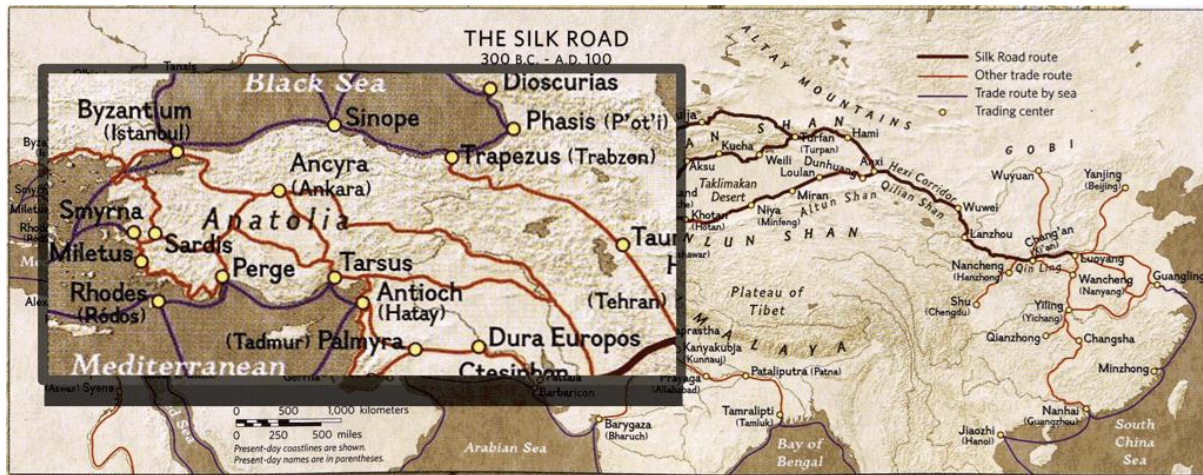 THE SILK ROAD
300 B.C. - A.D. 100
Silk Road route
Other trade route
Trade route by sea
Trading center
ALTAY MOUNTAINS
Tanais
Black Sea
Dioscurias
Byzantium
(Istanbul)
Sinope
Phasis (P'ot'i)
Trapezus (Trabzon)
Ancyra
(Ankara)
Anatolia
Smyrna
Sardis
Miletus
Perge
Tarsus
Rhodes
(Ródos)
Antioch
(Hatay)
(Tehran)
(Tadmur) Palmyra
Dura Europos
Mediterranean
Ctesiphon
SHAN
Turfan
(Turpan)
Hami
Kucha
Weili
Aksu
Loulan
Dunhuang
Anxi
Hexi Corridor
Taklimakan
Desert
Miran
Altun Shan
Qilian Shan
Khotan
(Hotan)
Niya
(Minfeng)
Wuwei
Lanzhou
GOBI
Wuyuan
Yanjing
(Beijing)
LUN SHAN
Chang'an
(Xi'an)
Luoyang
Nancheng
(Hanzhong)
Qin Ling
Wancheng
(Nanyang)
Guangling
Shu
(Chengdu)
Yiling
(Yichang)
Plateau of
Tibet
Qianzhong
Changsha
MALAYA
Kanyakubja
(Kunnauj)
Minzhong
Prayaga
(Allahabad)
Pataliputra (Patna)
Tamralipti
(Tamluk)
Nanhai
(Guangzhou)
Jiaozhi
(Hanoi)
South
China
Sea
Bay of
Bengal
Barygaza
(Bharuch)
Arabian Sea
Barbaricon
(Aswan) Syene
0 500 1,000 kilometers
0 250 500 miles
Present-day coastlines are shown.
Present-day names are in parentheses.